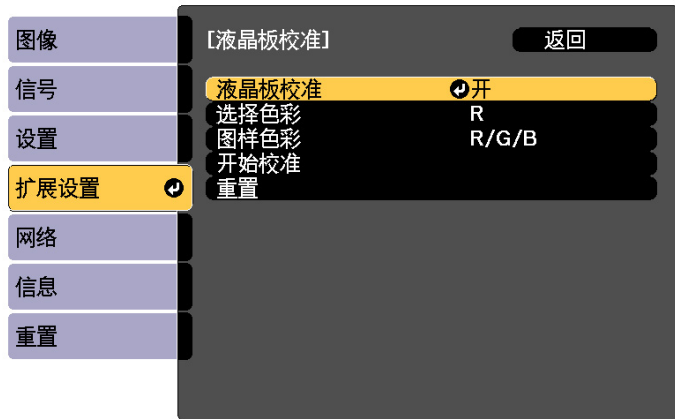 图像
信号
设置
扩展设置
网络
信息
重置
[液晶板校准]
返回
液晶板校准 开
选择色彩 R
图样色彩 R/G/B
开始校准
重置